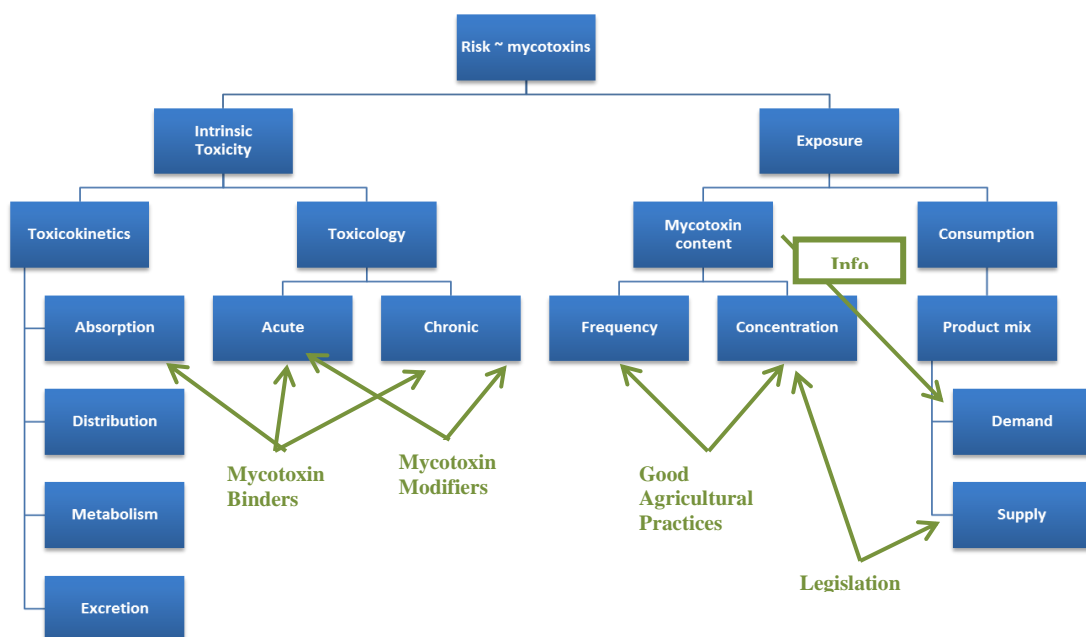 Risk ~ mycotoxins
Intrinsic
Toxicity
Exposure
Toxicokinetics
Toxicology
Mycotoxin
content
Consumption
Info
Absorption
Acute
Chronic
Frequency
Concentration
Product mix
Distribution
Demand
Mycotoxin
Binders
Mycotoxin
Modifiers
Good
Agricultural
Practices
Metabolism
Supply
Legislation
Excretion